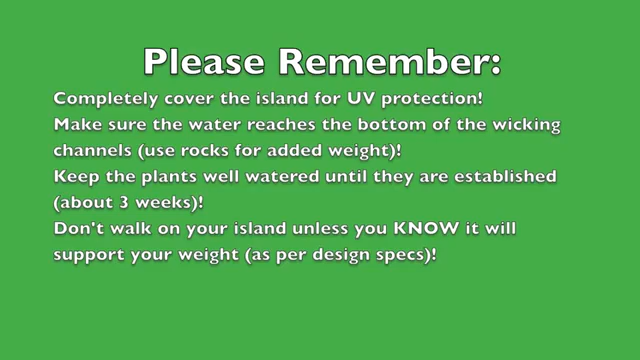 Please Remember:
Completely cover the island for UV protection!
Make sure the water reaches the bottom of the wicking
channels (use rocks for added weight)!
Keep the plants well watered until they are established
(about 3 weeks)!
Don't walk on your island unless you KNOW it will
support your weight (as per design specs)!